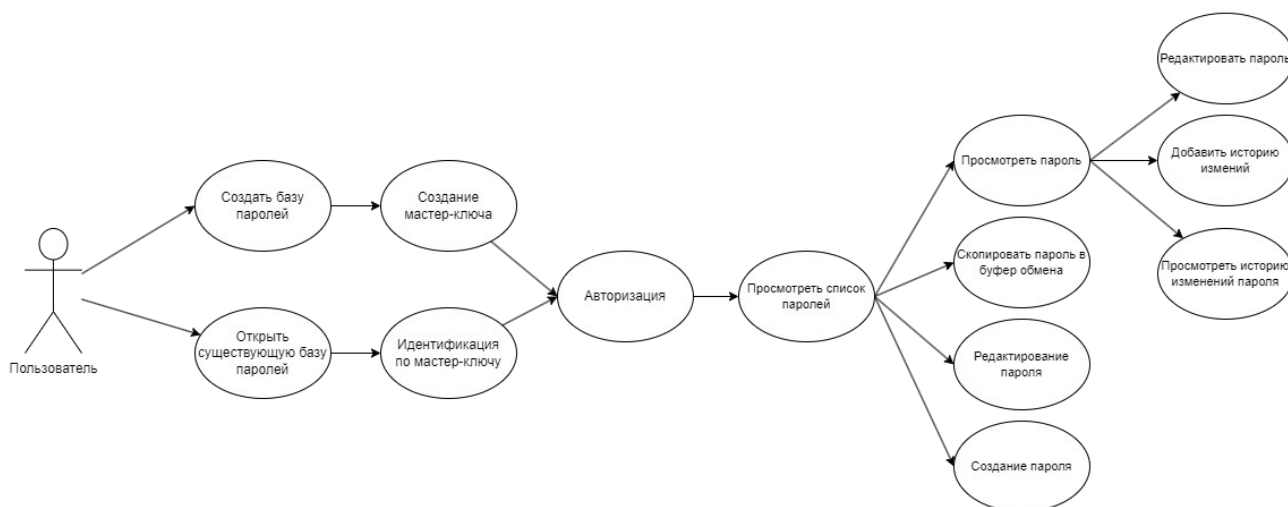 Пользователь
Создать базу
паролей
Открыть
существующую базу
паролей
Создание
мастер-ключа
Идентификация
по мастер-ключу
Авторизация
Просмотреть список
паролей
Просмотреть пароль
Скопировать пароль в
буфер обмена
Редактирование
пароля
Создание пароля
Редактировать пароль
Добавить историю
измений
Просмотреть историю
изменений пароля